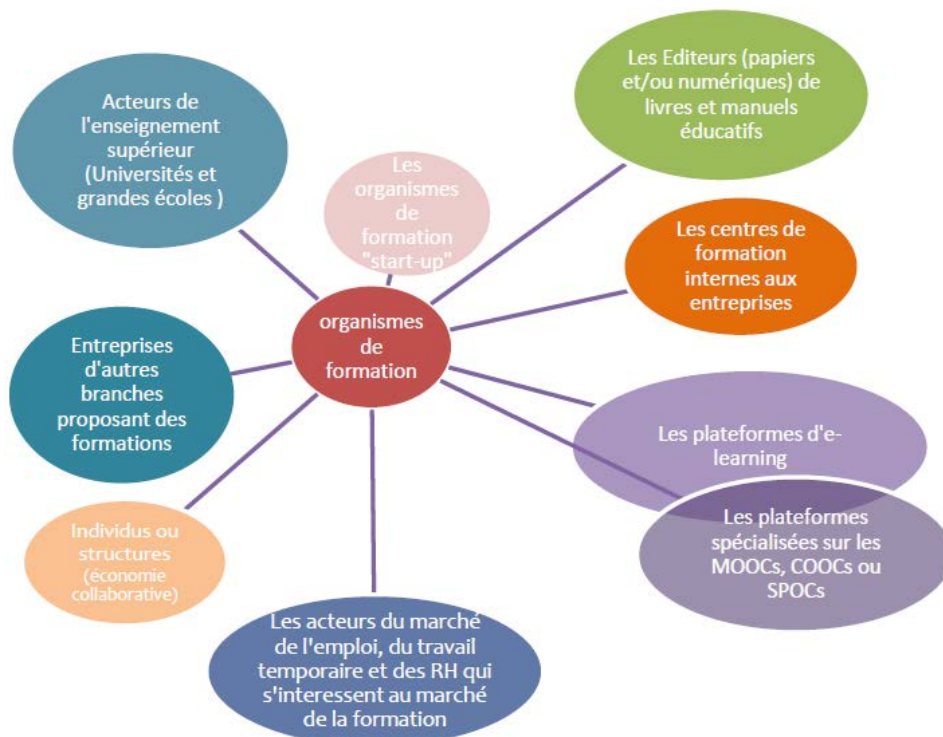 Acteurs de
l'enseignement
supérieur
(Universités et
grandes écoles )
Les
organismes
de
formation
"start-up"
Les Editeurs (papiers
et/ou numériques) de
livres et manuels
éducatifs
Les centres de
formation
internes aux
entreprises
organismes
de
formation
Entreprises
d'autres
branches
proposant des
formations
Les plateformes d'e-
learning
Les plateformes
spécialisées sur les
MOOCs, COOCs ou
SPOCs
Individus ou
structures
(économie
collaborative)
Les acteurs du marché
de l'emploi, du travail
temporaire et des RH qui
s'interessent au marché
de la formation